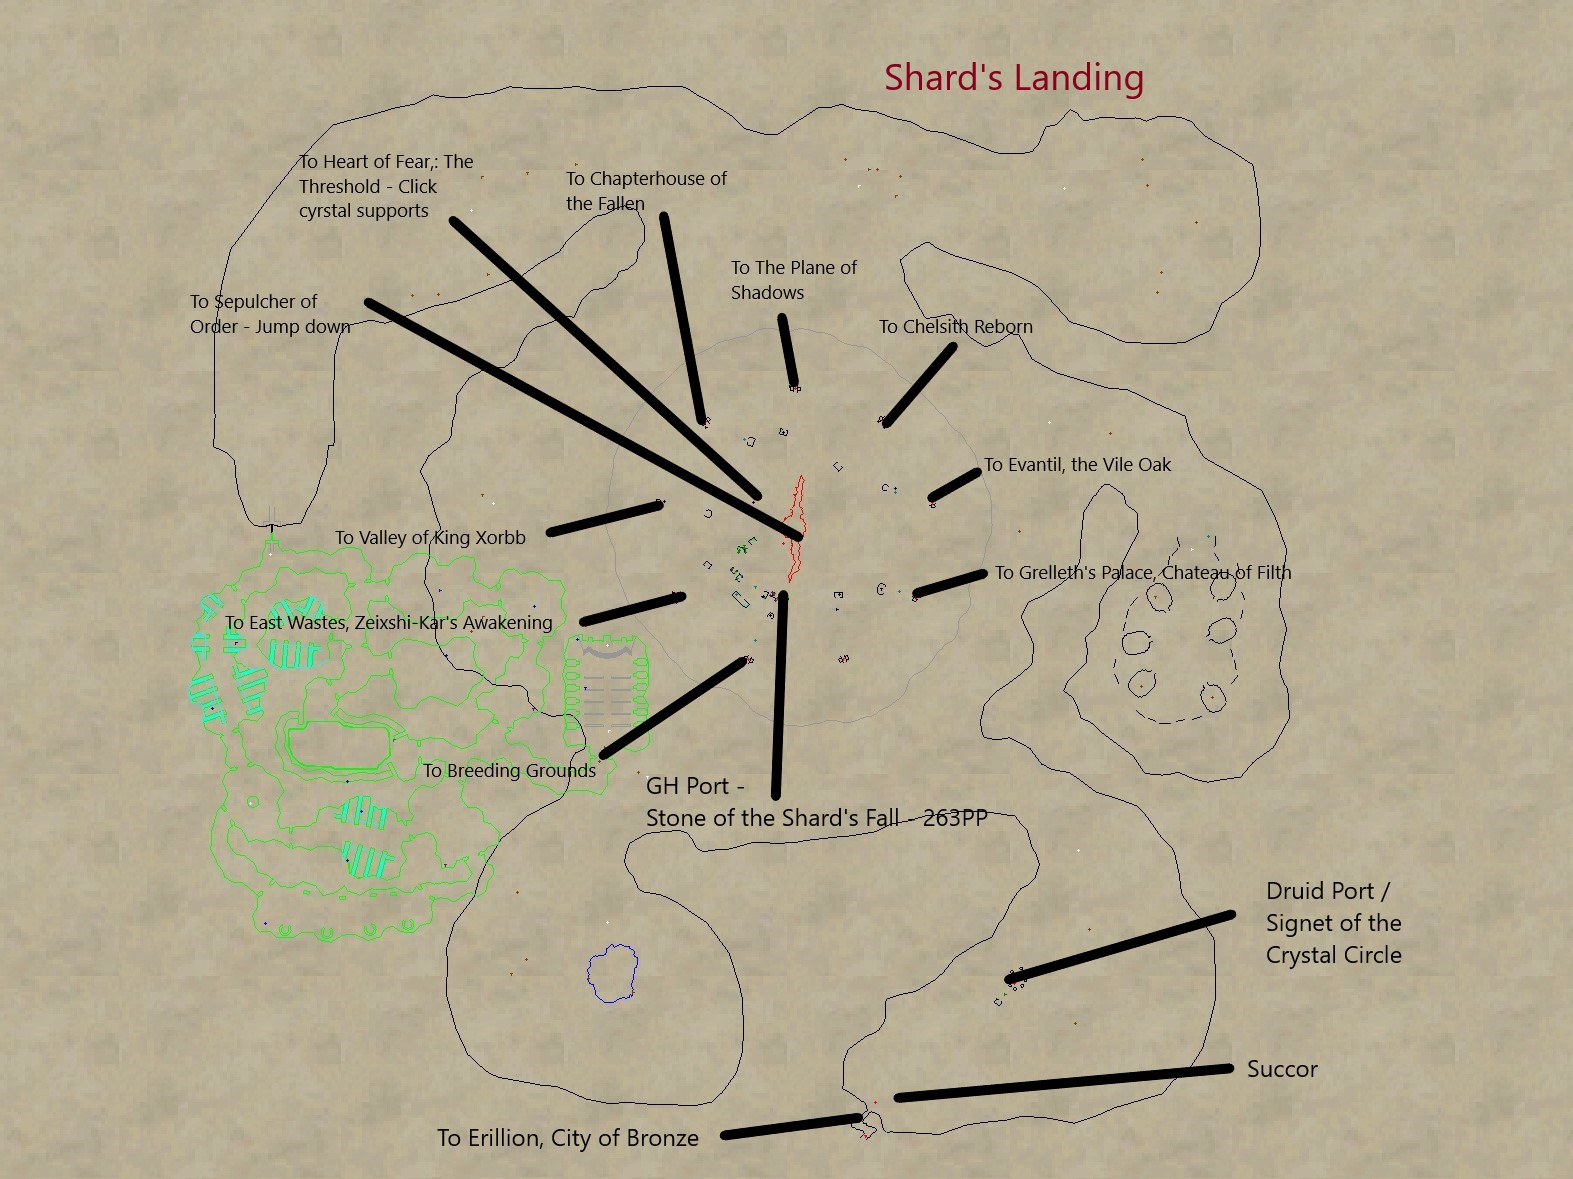 Shard's Landing
To Heart of Fear,: The
Threshold - Click
cyrstal supports
To Chapterhouse of
the Fallen
To The Plane of
Shadows
To Sepulcher of
Order - Jump down
To Chelsith Reborn
To Evantil, the Vile Oak
To Valley of King Xorbb
To Grelleth's Palace, Chateau of Filth
To East Wastes, Zeixshi-Kar's Awakening
To Breeding Grounds
GH Port -
Stone of the Shard's Fall - 263PP
Druid Port /
Signet of the
Crystal Circle
Succor
To Erillion, City of Bronze